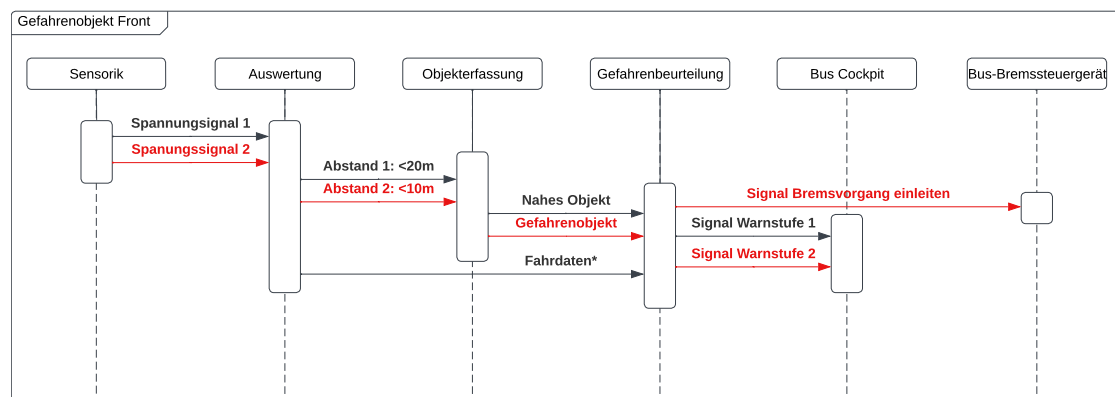 Gefahrenobjekt Front
Sensorik
Auswertung
Objekterfassung
Gefahrenbeurteilung
Bus Cockpit
Bus-Bremssteuergerät
Spannungsignal 1
Spanungssignal 2
Abstand 1: <20m
Abstand 2: <10m
Nahes Objekt
Gefahrenobjekt
Fahrdaten*
Signal Bremsvorgang einleiten
Signal Warnstufe 1
Signal Warnstufe 2